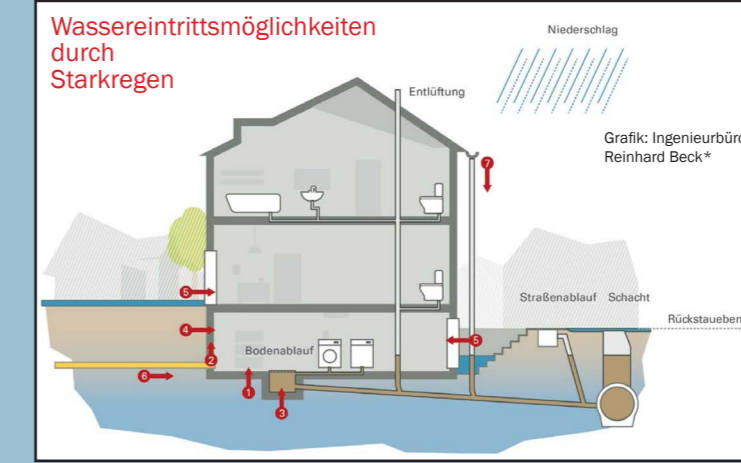 Wassereintrittsmöglichkeiten
durch
Starkregen
Niederschlag
Entlüftung
Grafik: Ingenieurbüro
Reinhard Beck*
7
5
Straßenablauf Schacht
Rückstaueben
4
2
Bodenablauf
5
6
1
3